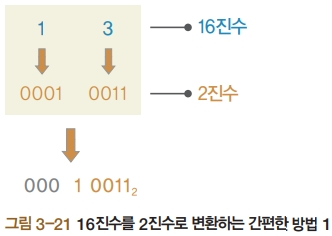 1 3 16진수
0001 0011 2진수
000 1 0011₂
그림 3-21 16진수를 2진수로 변환하는 간편한 방법 1